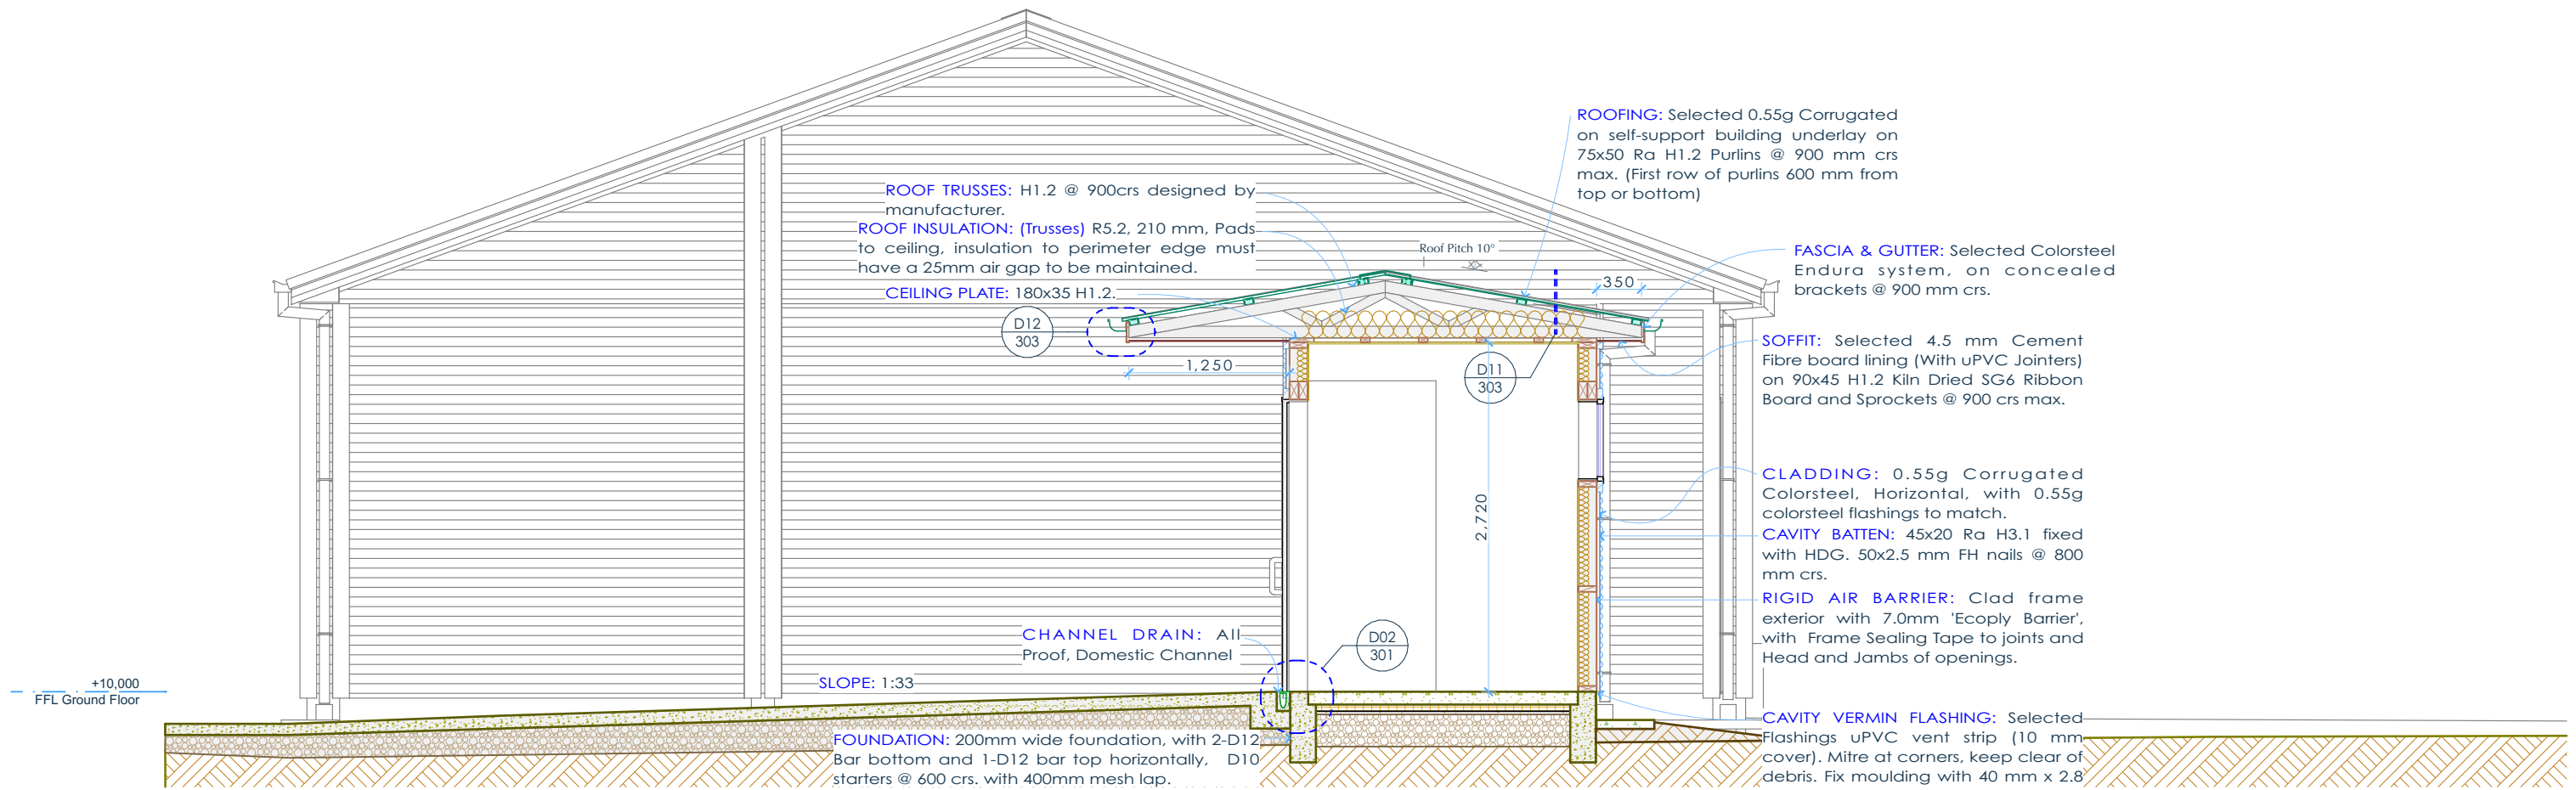 ROOFING: Selected 0.55g Corrugated
on self-support building underlay on
75x50 Ra H1.2 Purlins @ 900 mm crs
max. (First row of purlins 600 mm from
top or bottom)
ROOF TRUSSES: H1.2 @ 900crs designed by
manufacturer.
ROOF INSULATION: (Trusses) R5.2, 210 mm, Pads
to ceiling, insulation to perimeter edge must
have a 25mm air gap to be maintained.
CEILING PLATE: 180x35 H1.2.
Roof Pitch 10°
350
FASCIA & GUTTER: Selected Colorsteel
Endura system, on concealed
brackets @ 900 mm crs.
D12
303
1,250
D11
303
SOFFIT: Selected 4.5 mm Cement
Fibre board lining (With uPVC Jointers)
on 90x45 H1.2 Kiln Dried SG6 Ribbon
Board and Sprockets @ 900 crs max.
2,720
CLADDING: 0.55g Corrugated
Colorsteel, Horizontal, with 0.55g
colorsteel flashings to match.
CAVITY BATTEN: 45x20 Ra H3.1 fixed
with HDG. 50x2.5 mm FH nails @ 800
mm crs.
RIGID AIR BARRIER: Clad frame
exterior with 7.0mm 'Ecoply Barrier',
with Frame Sealing Tape to joints and
Head and Jambs of openings.
CHANNEL DRAIN: All
Proof, Domestic Channel
D02
301
SLOPE: 1:33
+10,000
FFL Ground Floor
FOUNDATION: 200mm wide foundation, with 2-D12
Bar bottom and 1-D12 bar top horizontally, D10
starters @ 600 crs. with 400mm mesh lap.
CAVITY VERMIN FLASHING: Selected
Flashings uPVC vent strip (10 mm
cover). Mitre at corners, keep clear of
debris. Fix moulding with 40 mm x 2.8